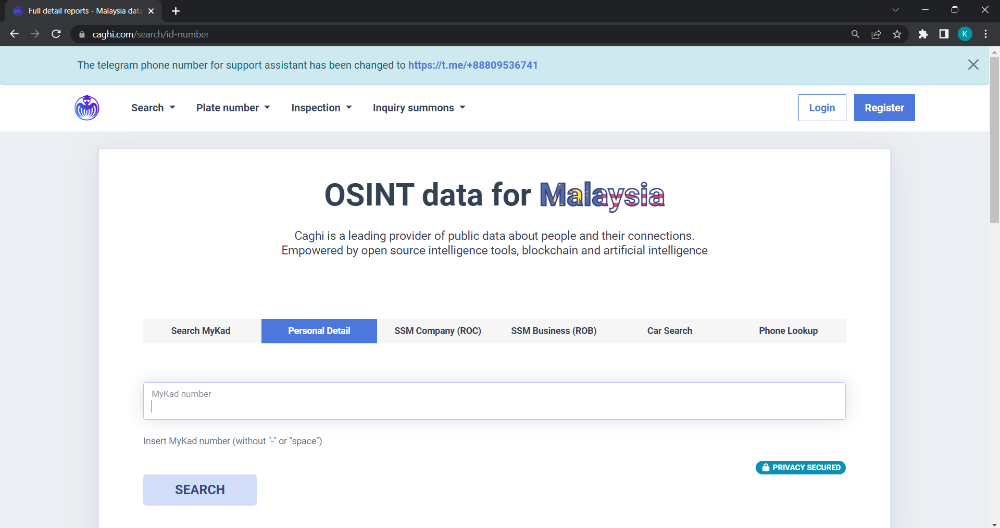 Full detail reports - Malaysia data
caghi.com/search/id-number
K
The telegram phone number for support assistant has been changed to https://t.me/+88809536741
Search Plate number Inspection Inquiry summons Login Register
OSINT data for Malaysia
Caghi is a leading provider of public data about people and their connections.
Empowered by open source intelligence tools, blockchain and artificial intelligence
Search MyKad Personal Detail SSM Company (ROC) SSM Business (ROB) Car Search Phone Lookup
MyKad number
Insert MyKad number (without "-" or "space")
PRIVACY SECURED
SEARCH